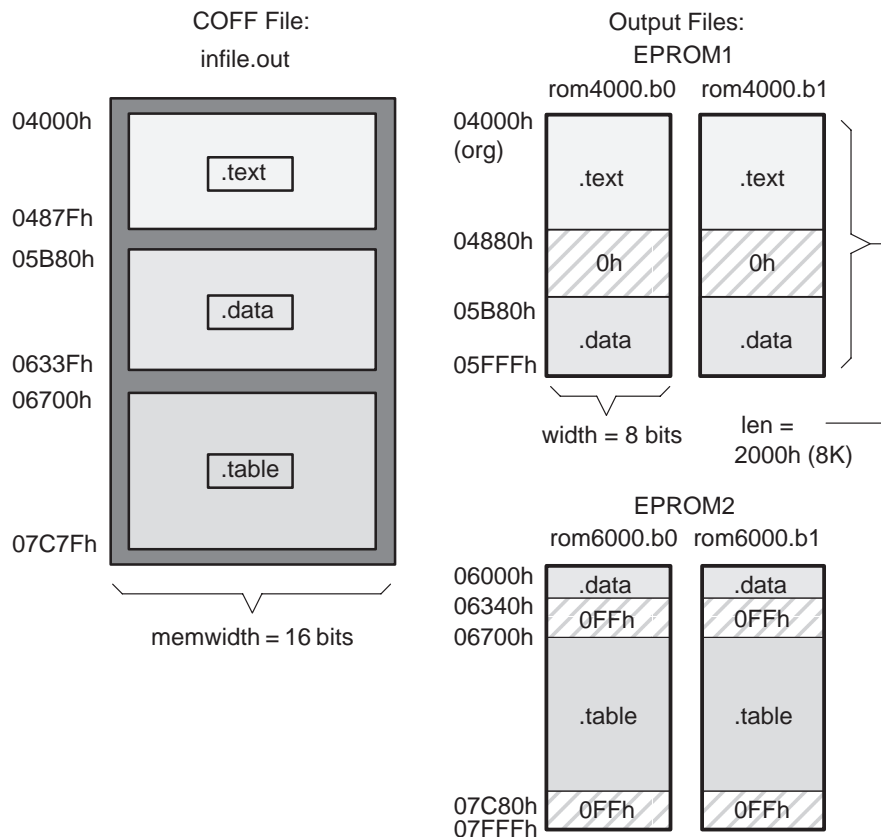 COFF File:
infile.out
04000h
.text
0487Fh
05B80h
.data
0633Fh
06700h
.table
07C7Fh
memwidth = 16 bits
Output Files:
EPROM1
rom4000.b0 rom4000.b1
04000h
(org)
.text .text
04880h
0h 0h
05B80h
.data .data
05FFFh
width = 8 bits
len =
2000h (8K)
EPROM2
rom6000.b0 rom6000.b1
06000h
.data .data
06340h
0FFh 0FFh
06700h
.table .table
07C80h
0FFh 0FFh
07FFFh